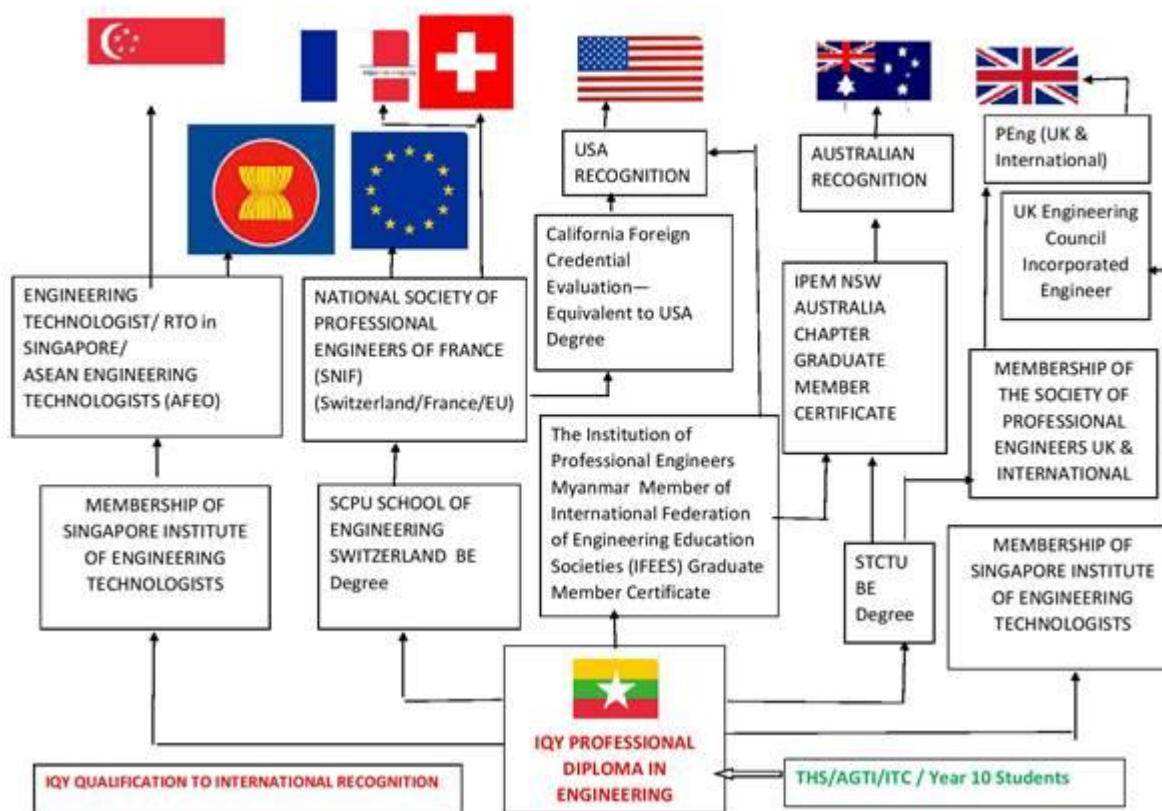 USA
RECOGNITION
AUSTRALIAN
RECOGNITION
PEng (UK &
International)
UK Engineering
Council
Incorporated
Engineer
ENGINEERING
TECHNOLOGIST/ RTO in
SINGAPORE/
ASEAN ENGINEERING
TECHNOLOGISTS (AFEO)
NATIONAL SOCIETY OF
PROFESSIONAL
ENGINEERS OF FRANCE
(SNIF)
(Switzerland/France/EU)
California Foreign
Credential
Evaluation—
Equivalent to USA
Degree
IPEM NSW
AUSTRALIA
CHAPTER
GRADUATE
MEMBER
CERTIFICATE
MEMBERSHIP OF
THE SOCIETY OF
PROFESSIONAL
ENGINEERS UK &
INTERNATIONAL
MEMBERSHIP OF
SINGAPORE INSTITUTE
OF ENGINEERING
TECHNOLOGISTS
SCPU SCHOOL OF
ENGINEERING
SWITZERLAND BE
Degree
The Institution of
Professional Engineers
Myanmar Member of
International Federation
of Engineering Education
Societies (IFEES) Graduate
Member Certificate
STCTU
BE
Degree
MEMBERSHIP OF
SINGAPORE INSTITUTE
OF ENGINEERING
TECHNOLOGISTS
IQY PROFESSIONAL
DIPLOMA IN
ENGINEERING
IQY QUALIFICATION TO INTERNATIONAL RECOGNITION
THS/AGTI/ITC / Year 10 Students